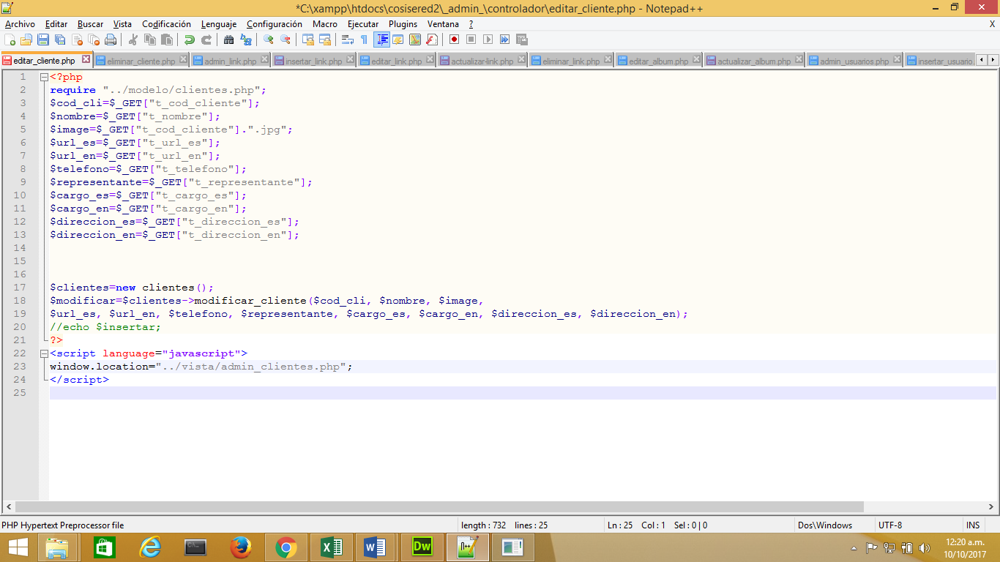 *C:\xampp\htdocs\cosisered2\_admin_\controlador\editar_cliente.php - Notepad++
Archivo Editar Buscar Vista Codificación Lenguaje Configuración Macro Ejecutar Plugins Ventana ? X
editar_cliente.php eliminar_cliente.php admin_link.php insertar_link.php editar_link.php actualizar-link.php eliminar_link.php editar_album.php actualizar_album.php admin_usuarios.php insertar_usuario.
1 <?php
2 require "../modelo/clientes.php";
3 $cod_cli=$_GET["t_cod_cliente"];
4 $nombre=$_GET["t_nombre"];
5 $image=$_GET["t_cod_cliente"].".jpg";
6 $url_es=$_GET["t_url_es"];
7 $url_en=$_GET["t_url_en"];
8 $telefono=$_GET["t_telefono"];
9 $representante=$_GET["t_representante"];
10 $cargo_es=$_GET["t_cargo_es"];
11 $cargo_en=$_GET["t_cargo_en"];
12 $direccion_es=$_GET["t_direccion_es"];
13 $direccion_en=$_GET["t_direccion_en"];
14
15
16
17 $clientes=new clientes();
18 $modificar=$clientes->modificar_cliente($cod_cli, $nombre, $image,
19 $url_es, $url_en, $telefono, $representante, $cargo_es, $cargo_en, $direccion_es, $direccion_en);
20 //echo $insertar;
21 ?>
22 <script language="javascript">
23 window.location="../vista/admin_clientes.php";
24 </script>
25
PHP Hypertext Preprocessor file length : 732 lines : 25 Ln : 25 Col : 1 Sel : 0 | 0 Dos\Windows UTF-8 INS
Dw
12:20 a.m.
10/10/2017